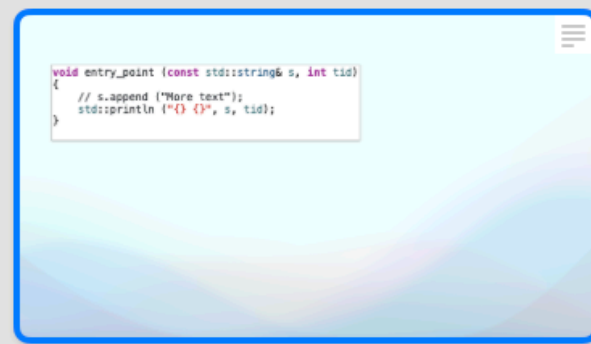 void entry_point (const std::string& s, int tid)
{
    // s.append ("More text");
    std::println ("{} {}", s, tid);
}